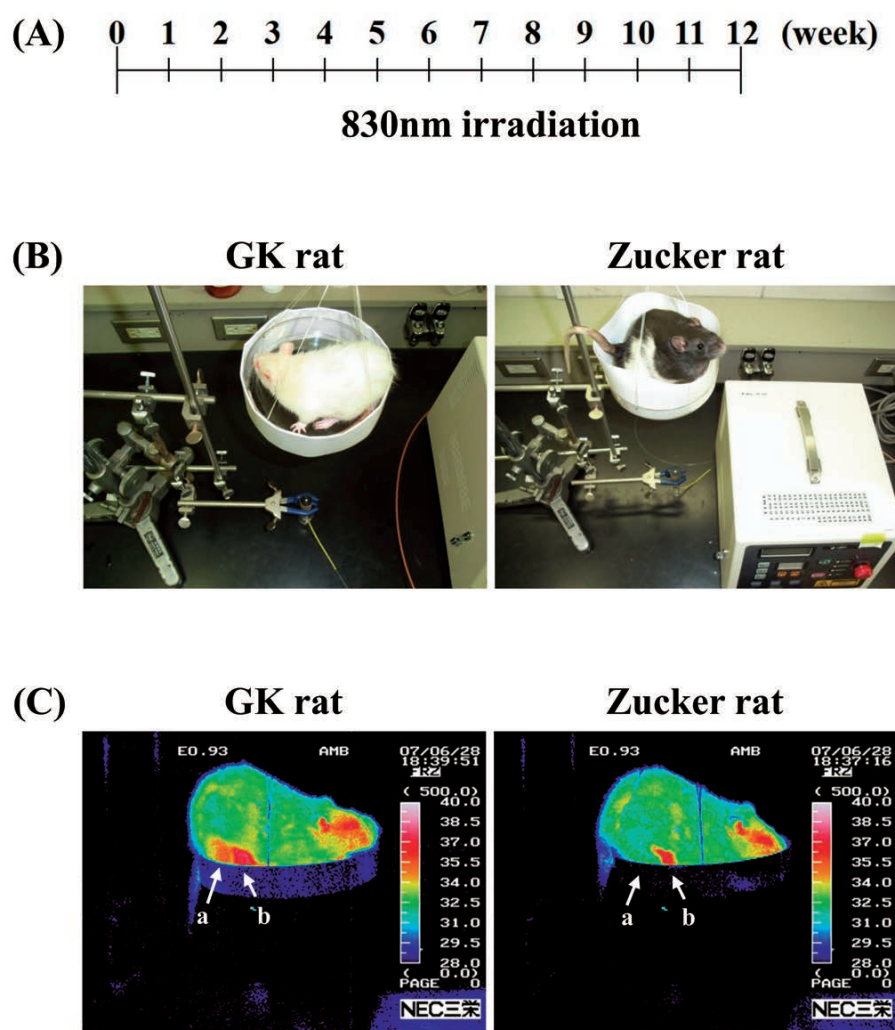 (A) 0 1 2 3 4 5 6 7 8 9 10 11 12 (week)
830nm irradiation
(B) GK rat Zucker rat
(C) GK rat Zucker rat
E0.93 AMB 07/06/28
18:39:51
FRZ
( 500.0)
40.0
38.5
37.0
35.5
34.0
32.5
31.0
29.5
28.0
( 0.0)
PAGE 0
NEC三栄
a b
E0.93 AMB 07/06/28
18:37:16
FRZ
( 500.0)
40.0
38.5
37.0
35.5
34.0
32.5
31.0
29.5
28.0
( 0.0)
PAGE 0
NEC三栄
a b